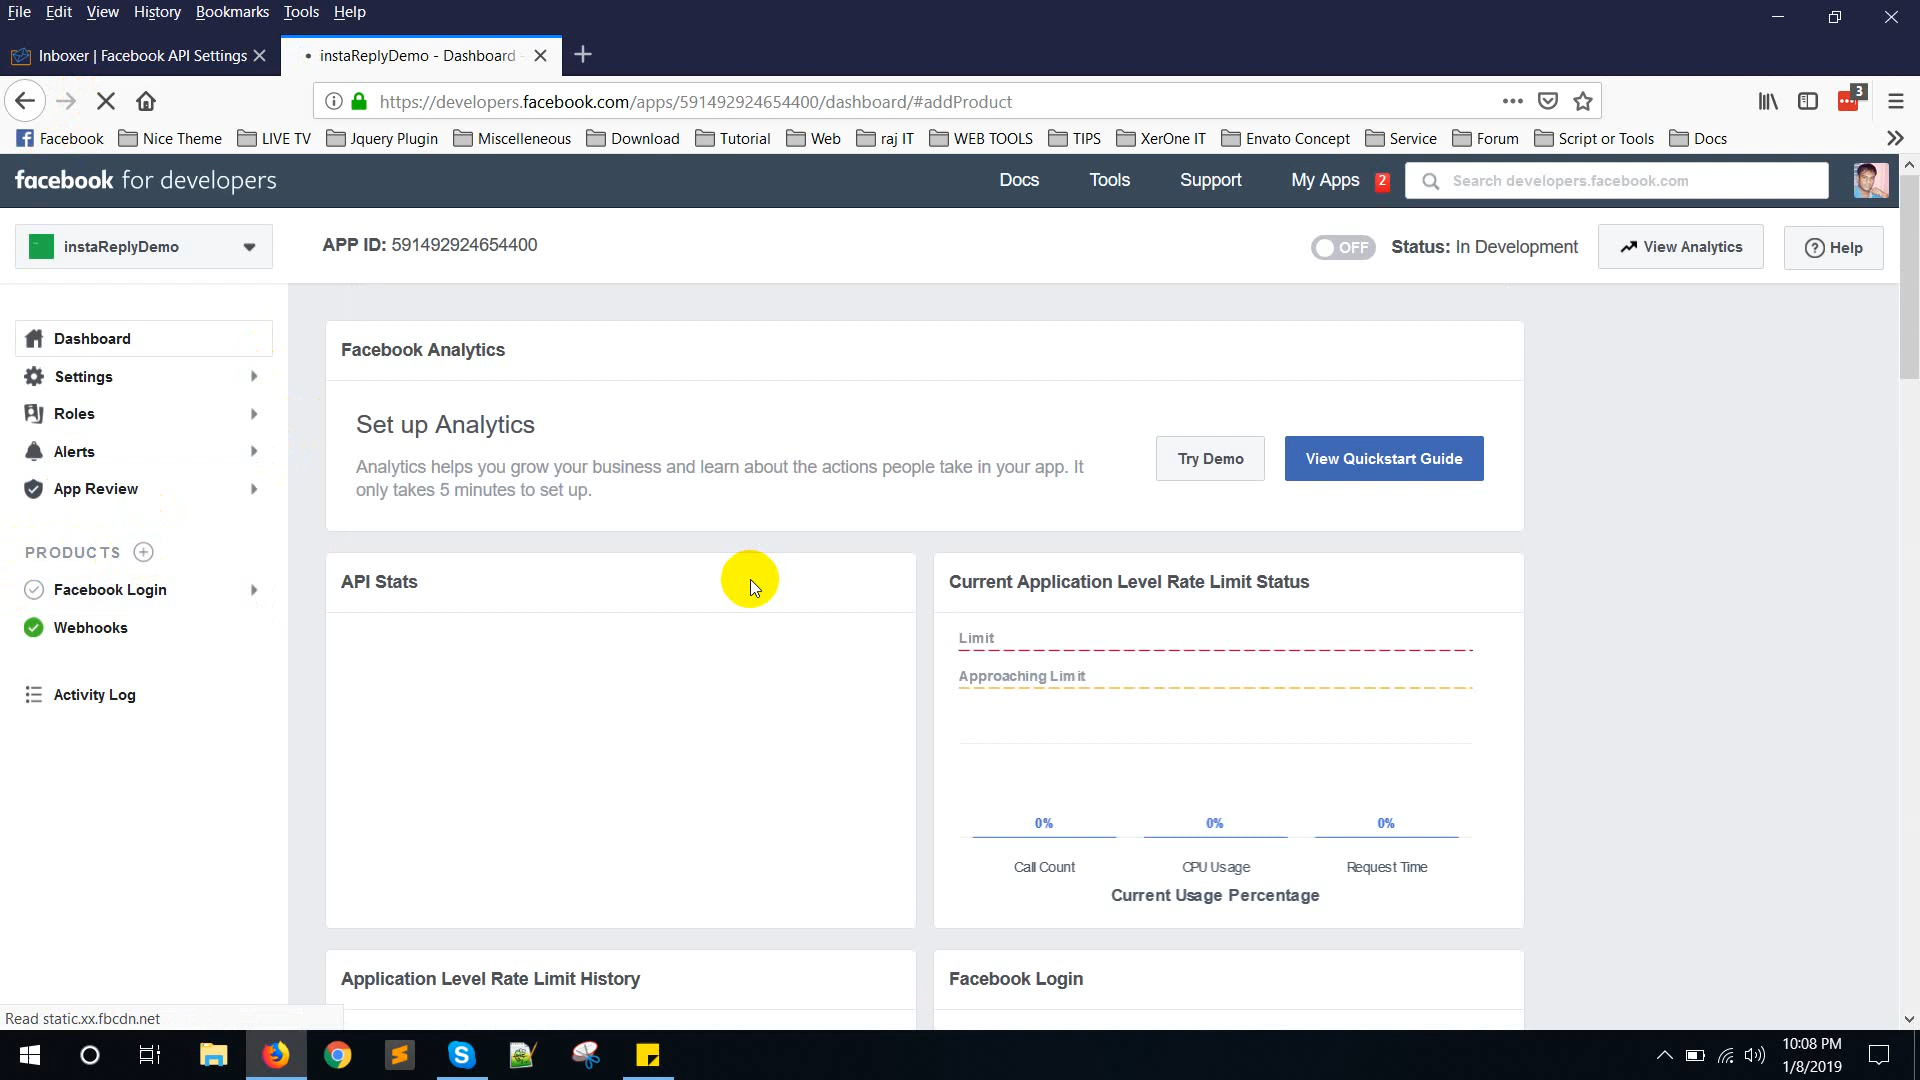 File Edit View History Bookmarks Tools Help
Inboxer | Facebook API Settings
instaReplyDemo - Dashboard
https://developers.facebook.com/apps/591492924654400/dashboard/#addProduct
3
Facebook Nice Theme LIVE TV Jquery Plugin Miscelleneous Download Tutorial Web raj IT WEB TOOLS TIPS XerOne IT Envato Concept Service Forum Script or Tools Docs
facebook for developers
Docs Tools Support My Apps 2
Search developers.facebook.com
instaReplyDemo
APP ID: 591492924654400
OFF
Status: In Development
View Analytics
Help
Dashboard
Settings
Roles
Alerts
App Review
PRODUCTS
Facebook Login
Webhooks
Activity Log
Facebook Analytics
Set up Analytics
Analytics helps you grow your business and learn about the actions people take in your app. It
only takes 5 minutes to set up.
Try Demo
View Quickstart Guide
API Stats
Current Application Level Rate Limit Status
Limit
Approaching Limit
0% 0% 0%
Call Count CPU Usage Request Time
Current Usage Percentage
Application Level Rate Limit History
Facebook Login
Read static.xx.fbcdn.net
10:08 PM
1/8/2019